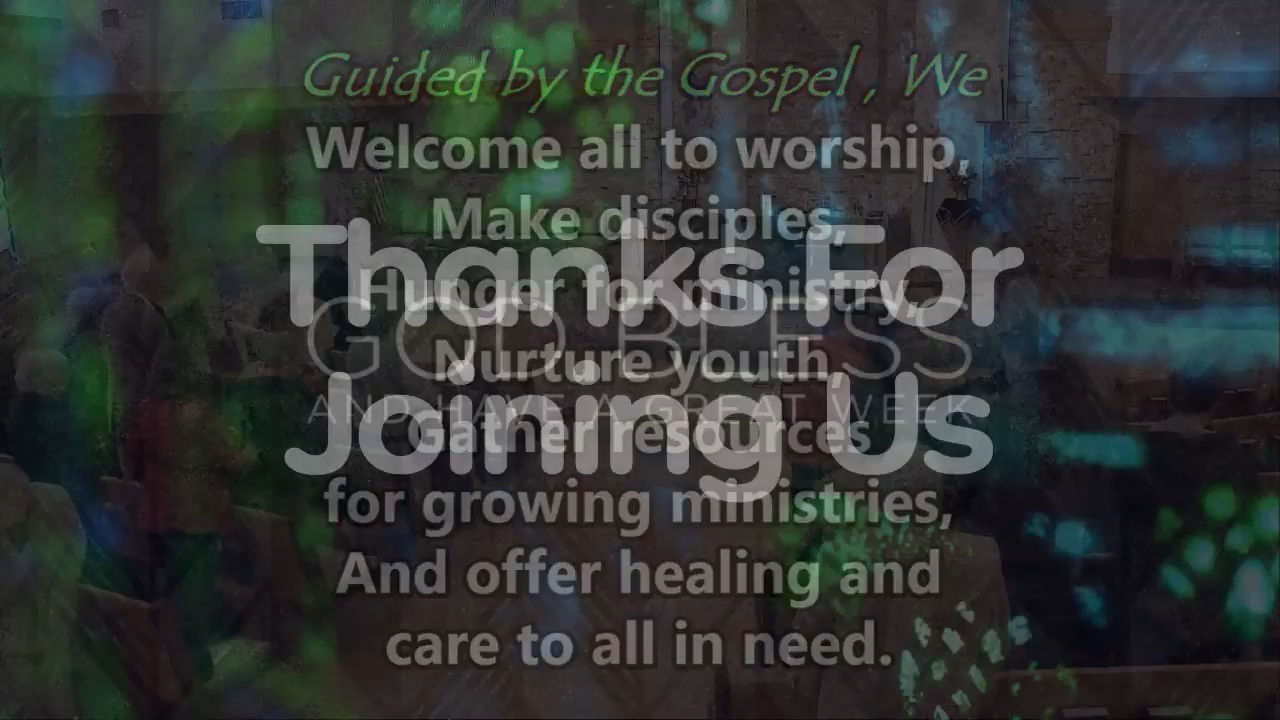 Guided by the Gospel , We
Welcome all to worship,
Make disciples,
Thanks For
Hunger for ministry,
GOD BLESS
Nurture youth,
AND HAVE A GREAT WEEK
Joining Us
Gather resources
for growing ministries,
And offer healing and
care to all in need.